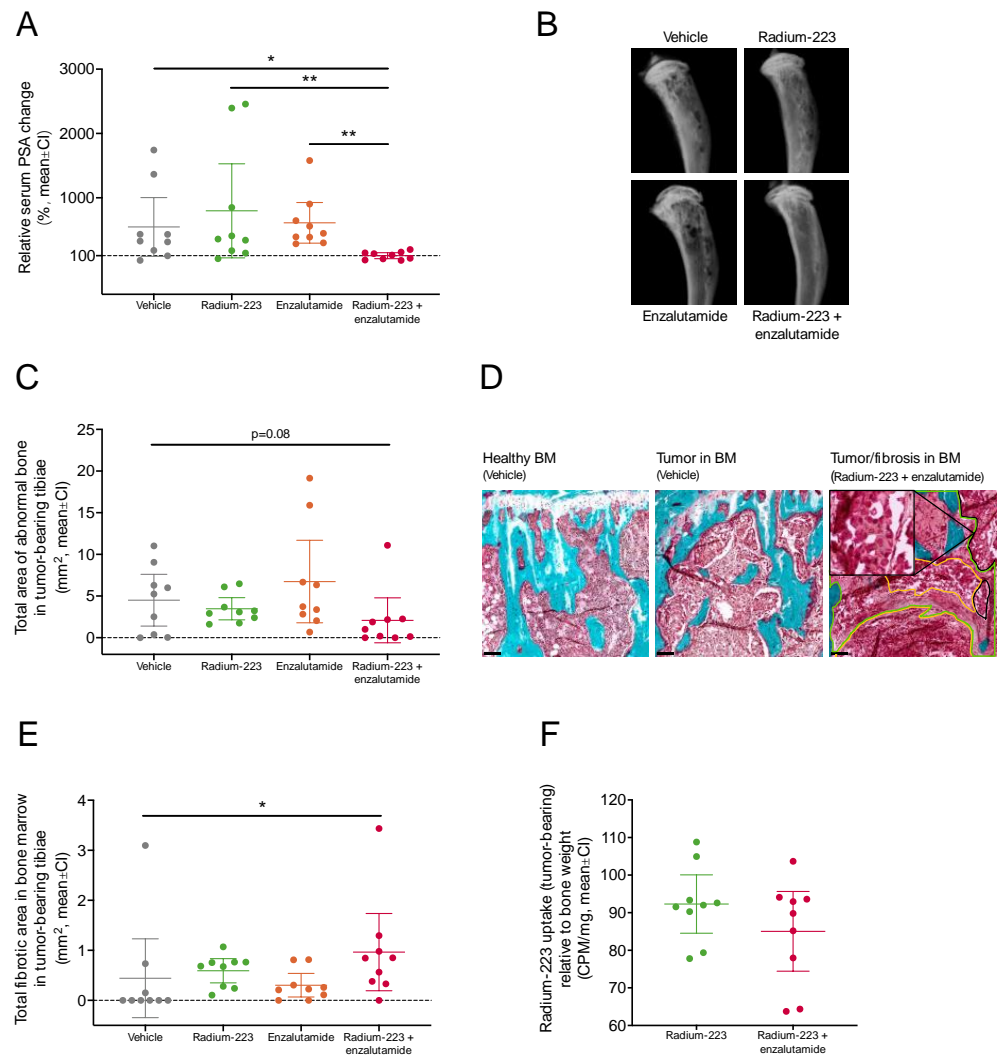 A
Relative serum PSA change
(%, mean±CI)
3000
2000
1000
100
*
**
**
Vehicle
Radium-223
Enzalutamide
Radium-223 +
enzalutamide
B
Vehicle
Radium-223
Enzalutamide
Radium-223 +
enzalutamide
C
Total area of abnormal bone
in tumor-bearing tibiae
(mm², mean±CI)
25
20
15
10
5
0
p=0.08
Vehicle
Radium-223
Enzalutamide
Radium-223 +
enzalutamide
D
Healthy BM
(Vehicle)
Tumor in BM
(Vehicle)
Tumor/fibrosis in BM
(Radium-223 + enzalutamide)
E
Total fibrotic area in bone marrow
in tumor-bearing tibiae
(mm², mean±CI)
4
3
2
1
0
*
Vehicle
Radium-223
Enzalutamide
Radium-223 +
enzalutamide
F
Radium-223 uptake (tumor-bearing)
relative to bone weight
(CPM/mg, mean±CI)
120
110
100
90
80
70
60
Radium-223
Radium-223 +
enzalutamide